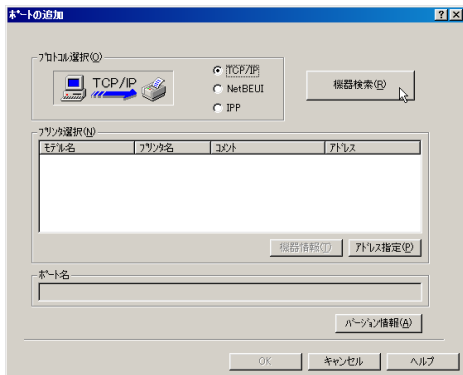 ﾎﾟｰﾄの追加
ﾌﾟﾛﾄｺﾙ選択(O)
TCP/IP
TCP/IP
NetBEUI
IPP
機器検索(R)
ﾌﾟﾘﾝﾀ選択(N)
ﾓﾃﾞﾙ名 ﾌﾟﾘﾝﾀ名 ｺﾒﾝﾄ ｱﾄﾞﾚｽ
機器情報(T) ｱﾄﾞﾚｽ指定(P)
ﾎﾟｰﾄ名
ﾊﾞｰｼﾞｮﾝ情報(A)
OK ｷｬﾝｾﾙ ﾍﾙﾌﾟ